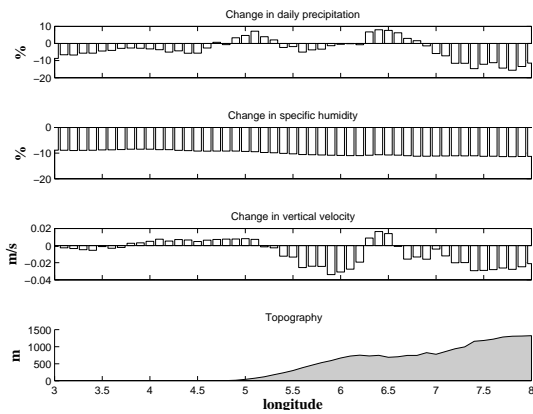 Change in daily precipitation
10
0
−10
−20
%
Change in specific humidity
0
−10
−20
%
Change in vertical velocity
0.02
0
−0.02
−0.04
m/s
Topography
1500
1000
500
0
m
3 3.5 4 4.5 5 5.5 6 6.5 7 7.5 8
longitude